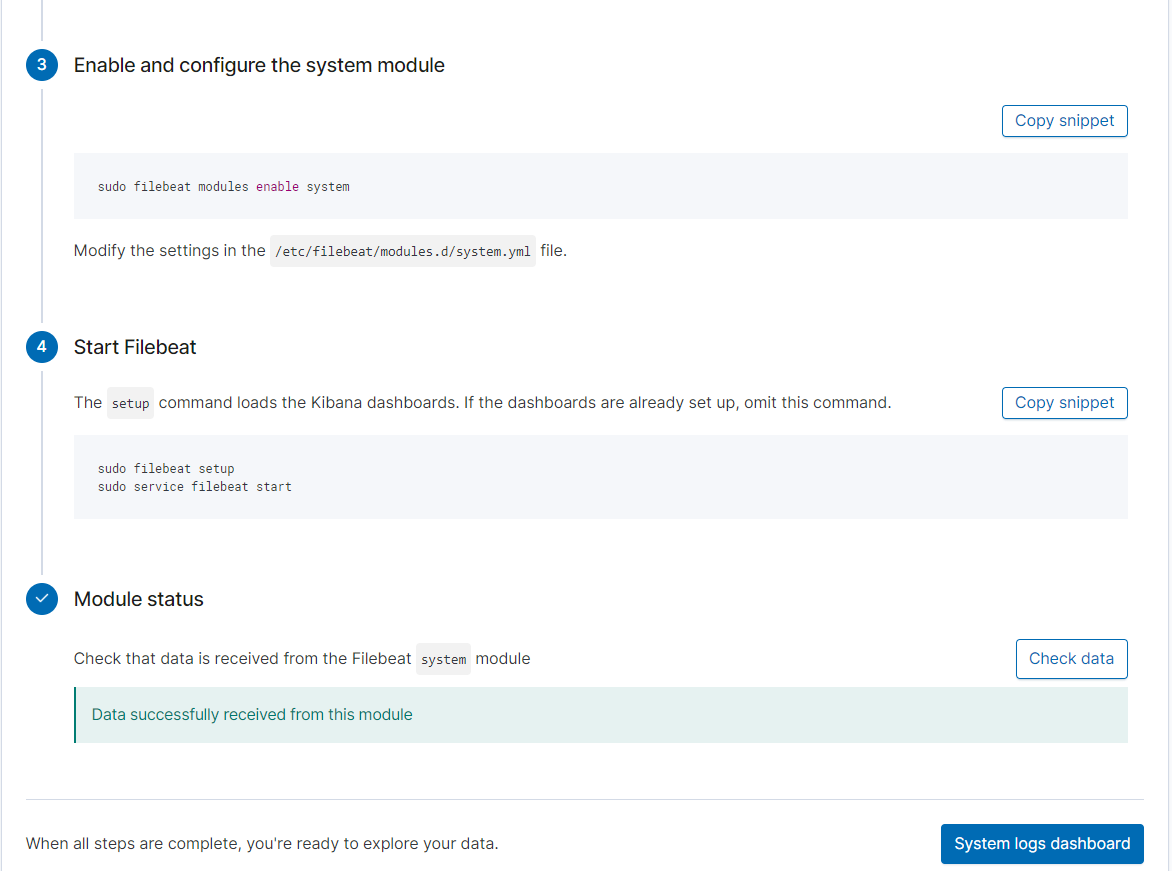 3 Enable and configure the system module
Copy snippet
sudo filebeat modules enable system
Modify the settings in the /etc/filebeat/modules.d/system.yml file.
4 Start Filebeat
The setup command loads the Kibana dashboards. If the dashboards are already set up, omit this command.
Copy snippet
sudo filebeat setup
sudo service filebeat start
Module status
Check that data is received from the Filebeat system module
Check data
Data successfully received from this module
When all steps are complete, you're ready to explore your data.
System logs dashboard